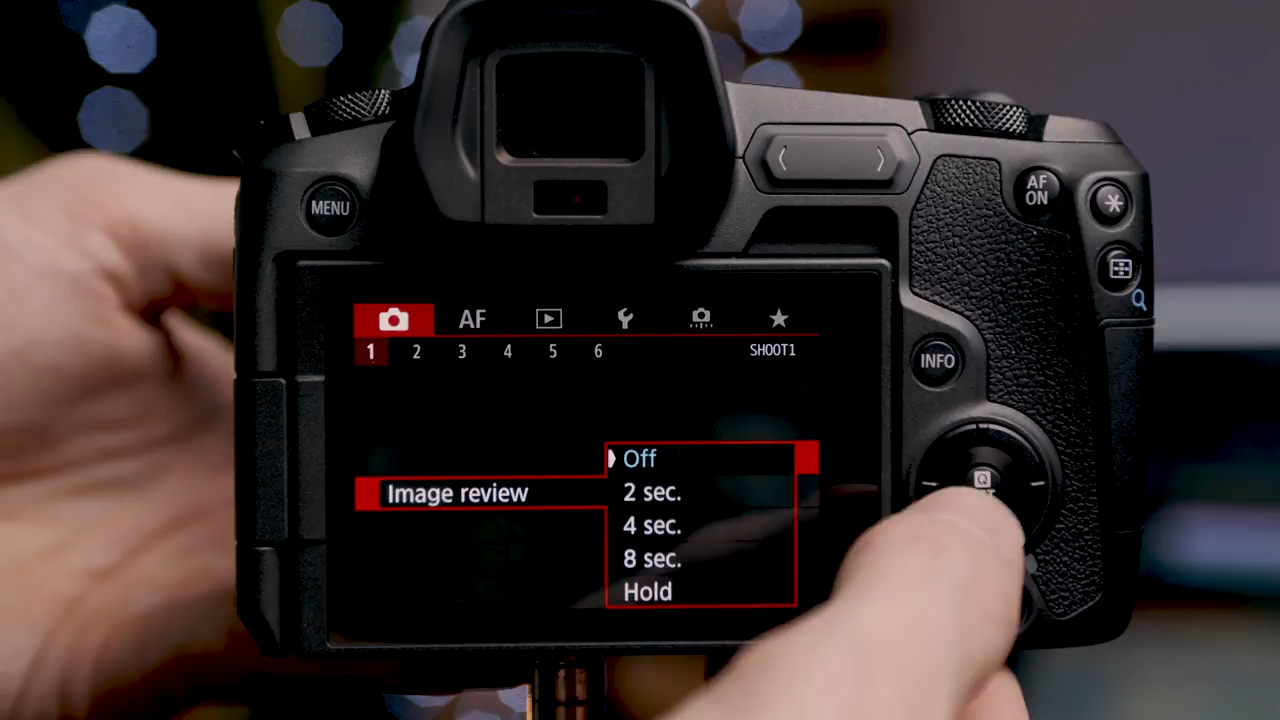 MENU
AF
ON
AF
1 2 3 4 5 6 SHOOT1
INFO
Off
Image review
2 sec.
4 sec.
8 sec.
Hold
Q